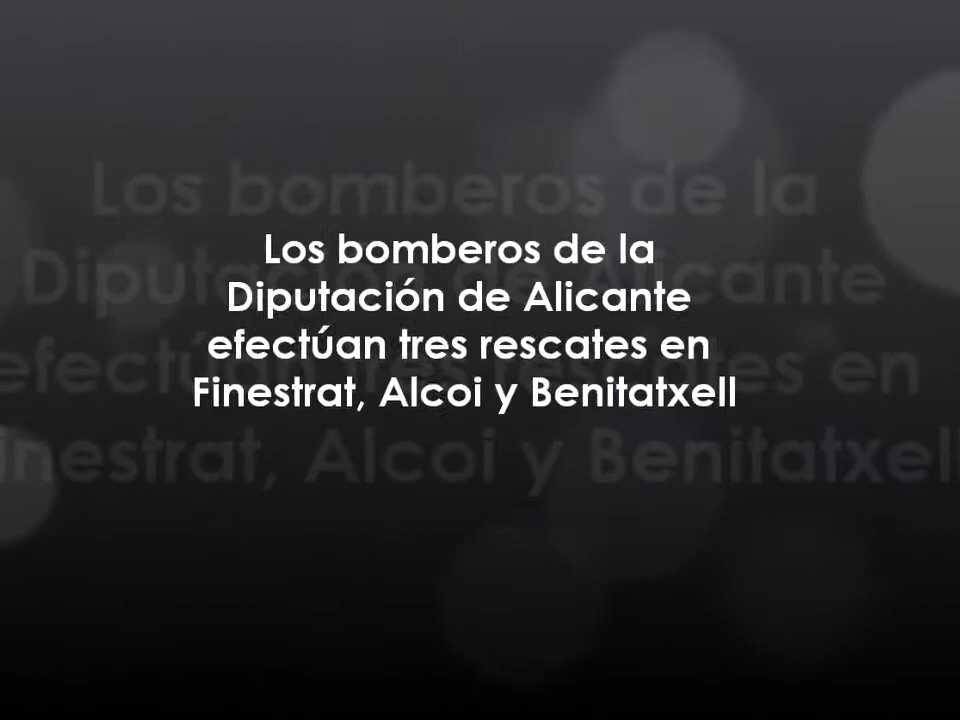 Los bomberos de la
Diputación de Alicante
efectúan tres rescates en
Finestrat, Alcoi y Benitatxell